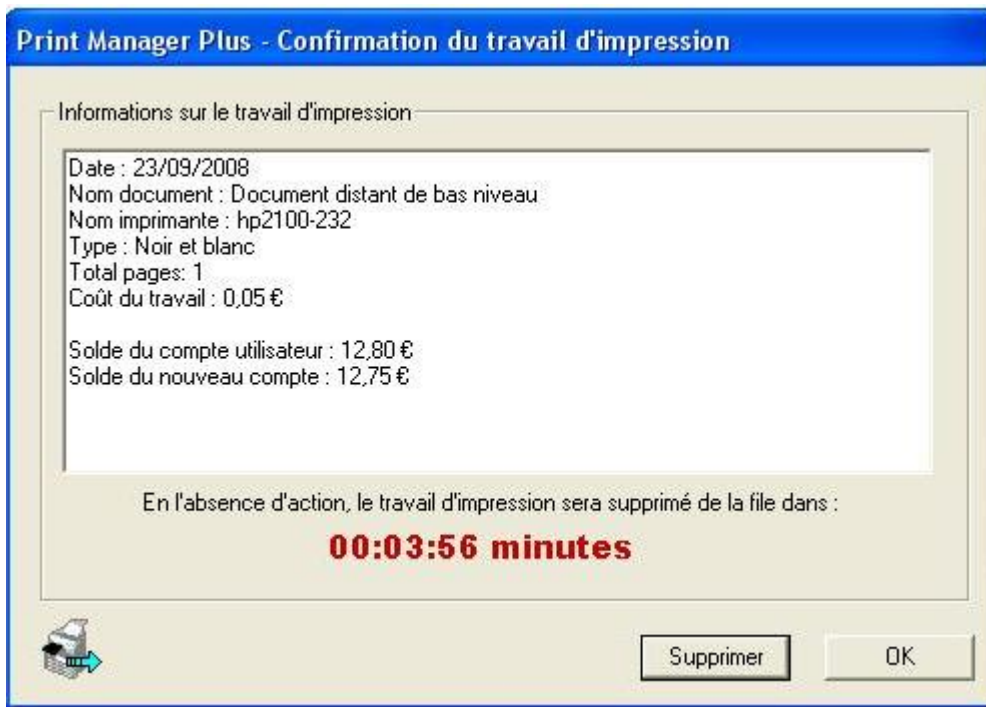 Print Manager Plus - Confirmation du travail d'impression
Informations sur le travail d'impression
Date : 23/09/2008
Nom document : Document distant de bas niveau
Nom imprimante : hp2100-232
Type : Noir et blanc
Total pages: 1
Coût du travail : 0,05 €
Solde du compte utilisateur : 12,80 €
Solde du nouveau compte : 12,75 €
En l'absence d'action, le travail d'impression sera supprimé de la file dans :
00:03:56 minutes
Supprimer
OK